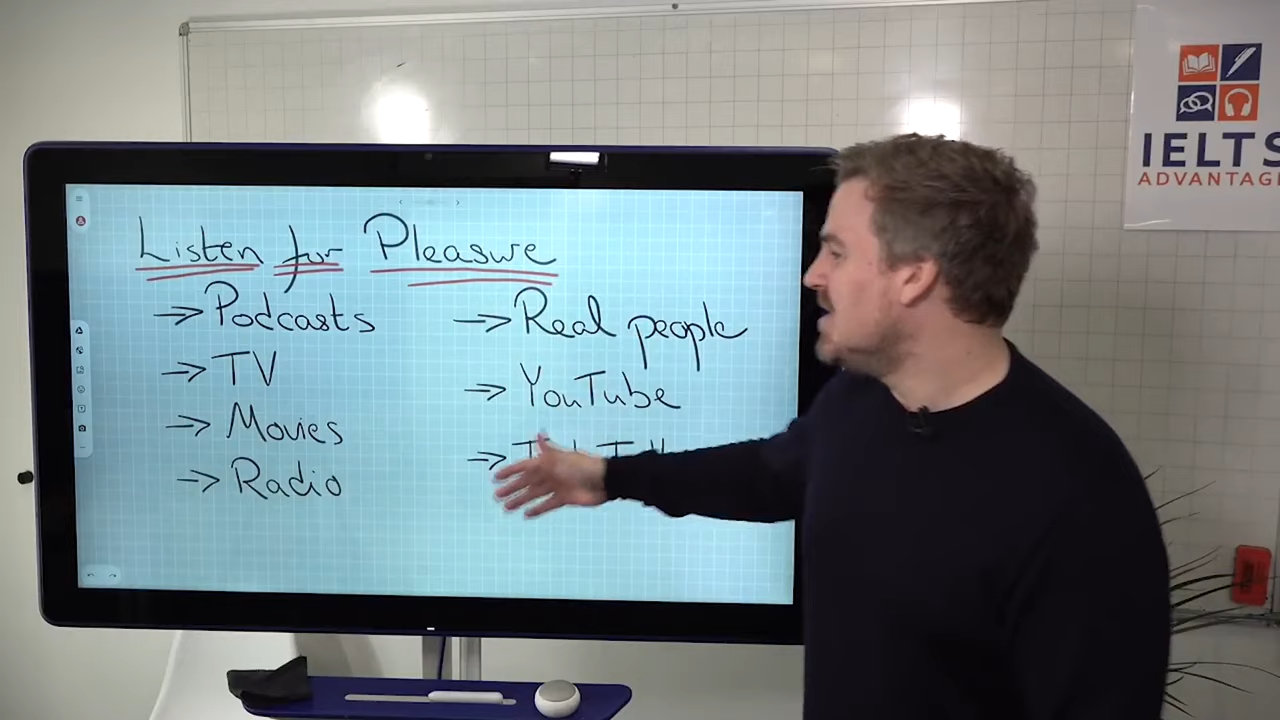 Listen for Pleasure
→ Podcasts
→ TV
→ Movies
→ Radio
→ Real people
→ YouTube
→
IELTS
ADVANTAGE